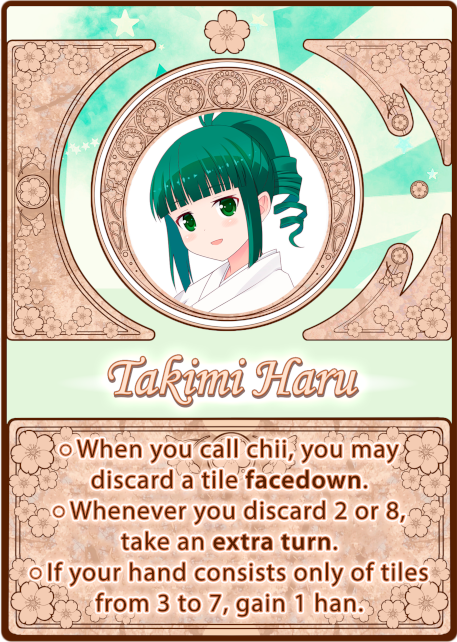 Takimi Haru
○When you call chii, you may
discard a tile facedown.
○Whenever you discard 2 or 8,
take an extra turn.
○If your hand consists only of tiles
from 3 to 7, gain 1 han.